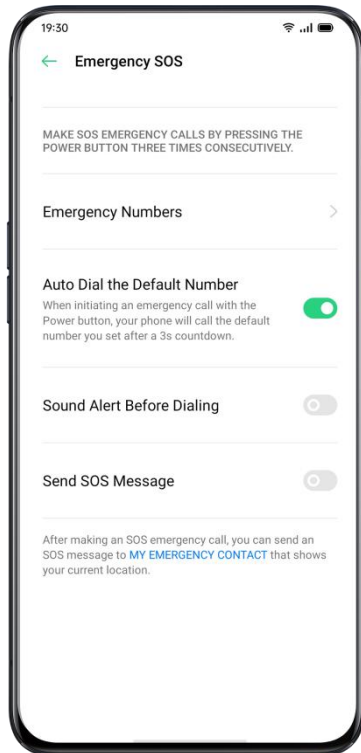 19:30
Emergency SOS
MAKE SOS EMERGENCY CALLS BY PRESSING THE
POWER BUTTON THREE TIMES CONSECUTIVELY.
Emergency Numbers
Auto Dial the Default Number
When initiating an emergency call with the
Power button, your phone will call the default
number you set after a 3s countdown.
Sound Alert Before Dialing
Send SOS Message
After making an SOS emergency call, you can send an
SOS message to MY EMERGENCY CONTACT that shows
your current location.